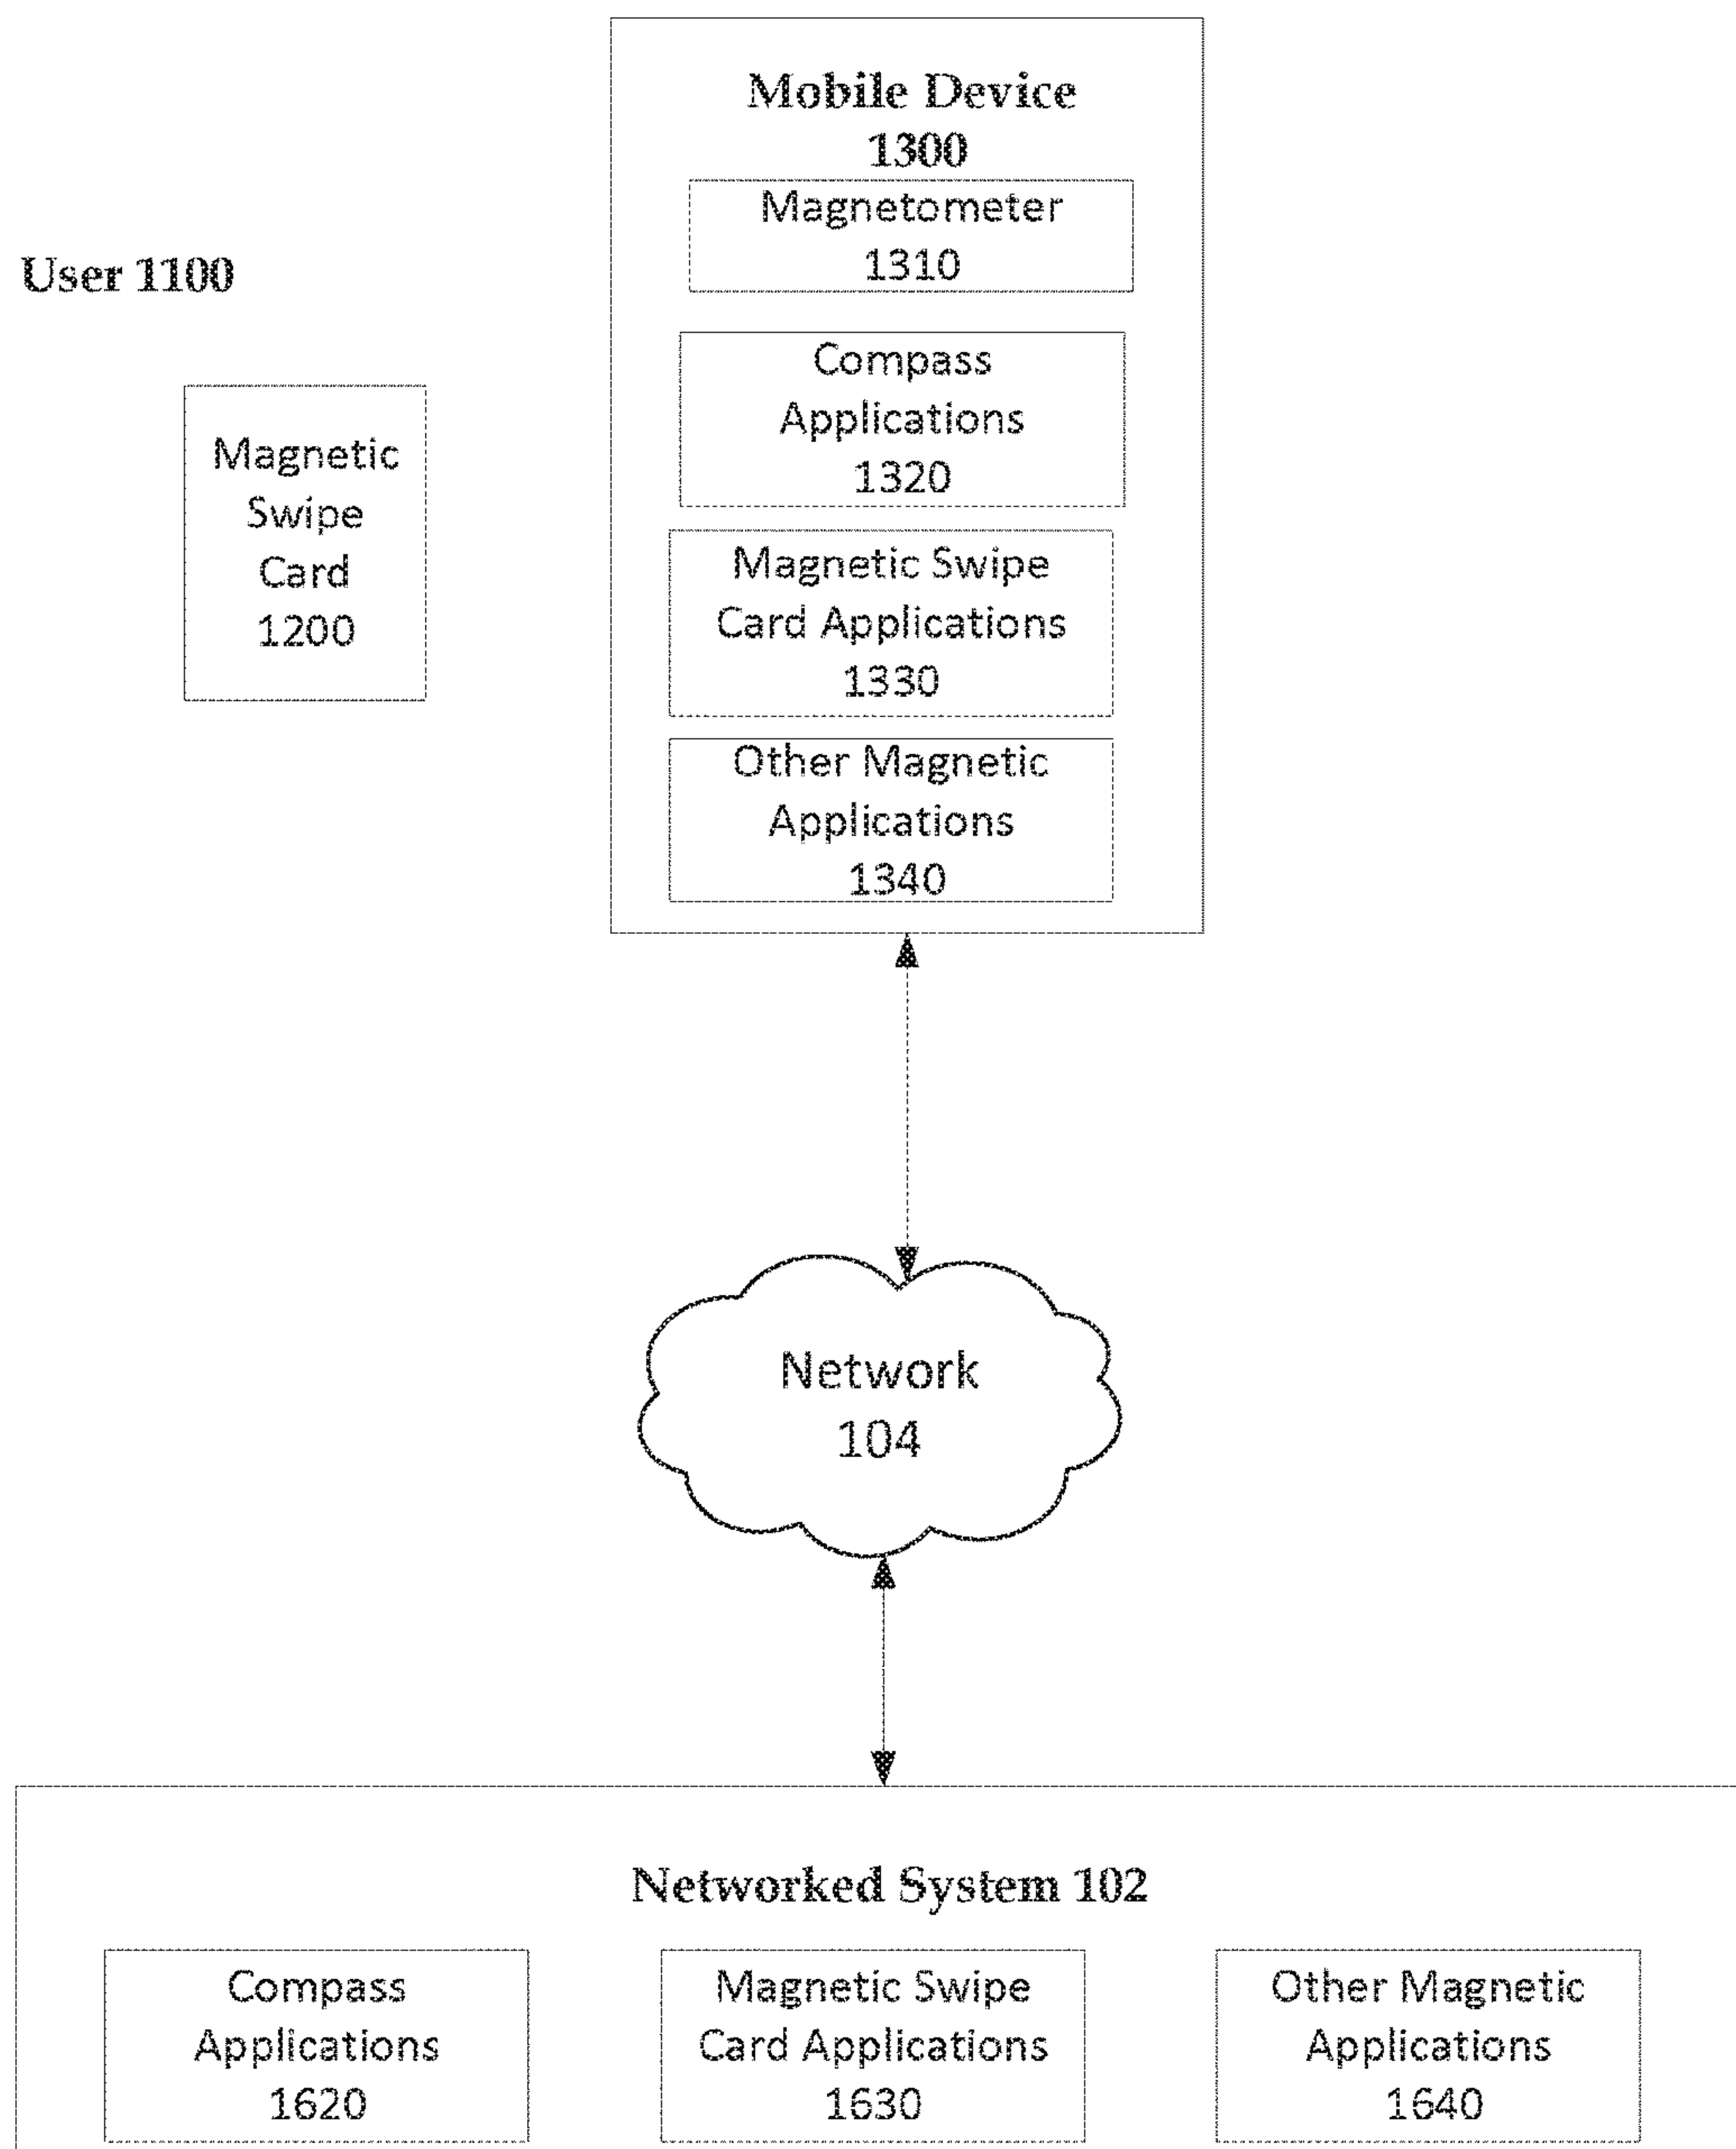 Mobile Device
1300
Magnetometer
1310
User 1100
Compass
Applications
1320
Magnetic
Swipe
Card
1200
Magnetic Swipe
Card Applications
1330
Other Magnetic
Applications
1340
Network
104
Networked System 102
Compass
Applications
1620
Magnetic Swipe
Card Applications
1630
Other Magnetic
Applications
1640